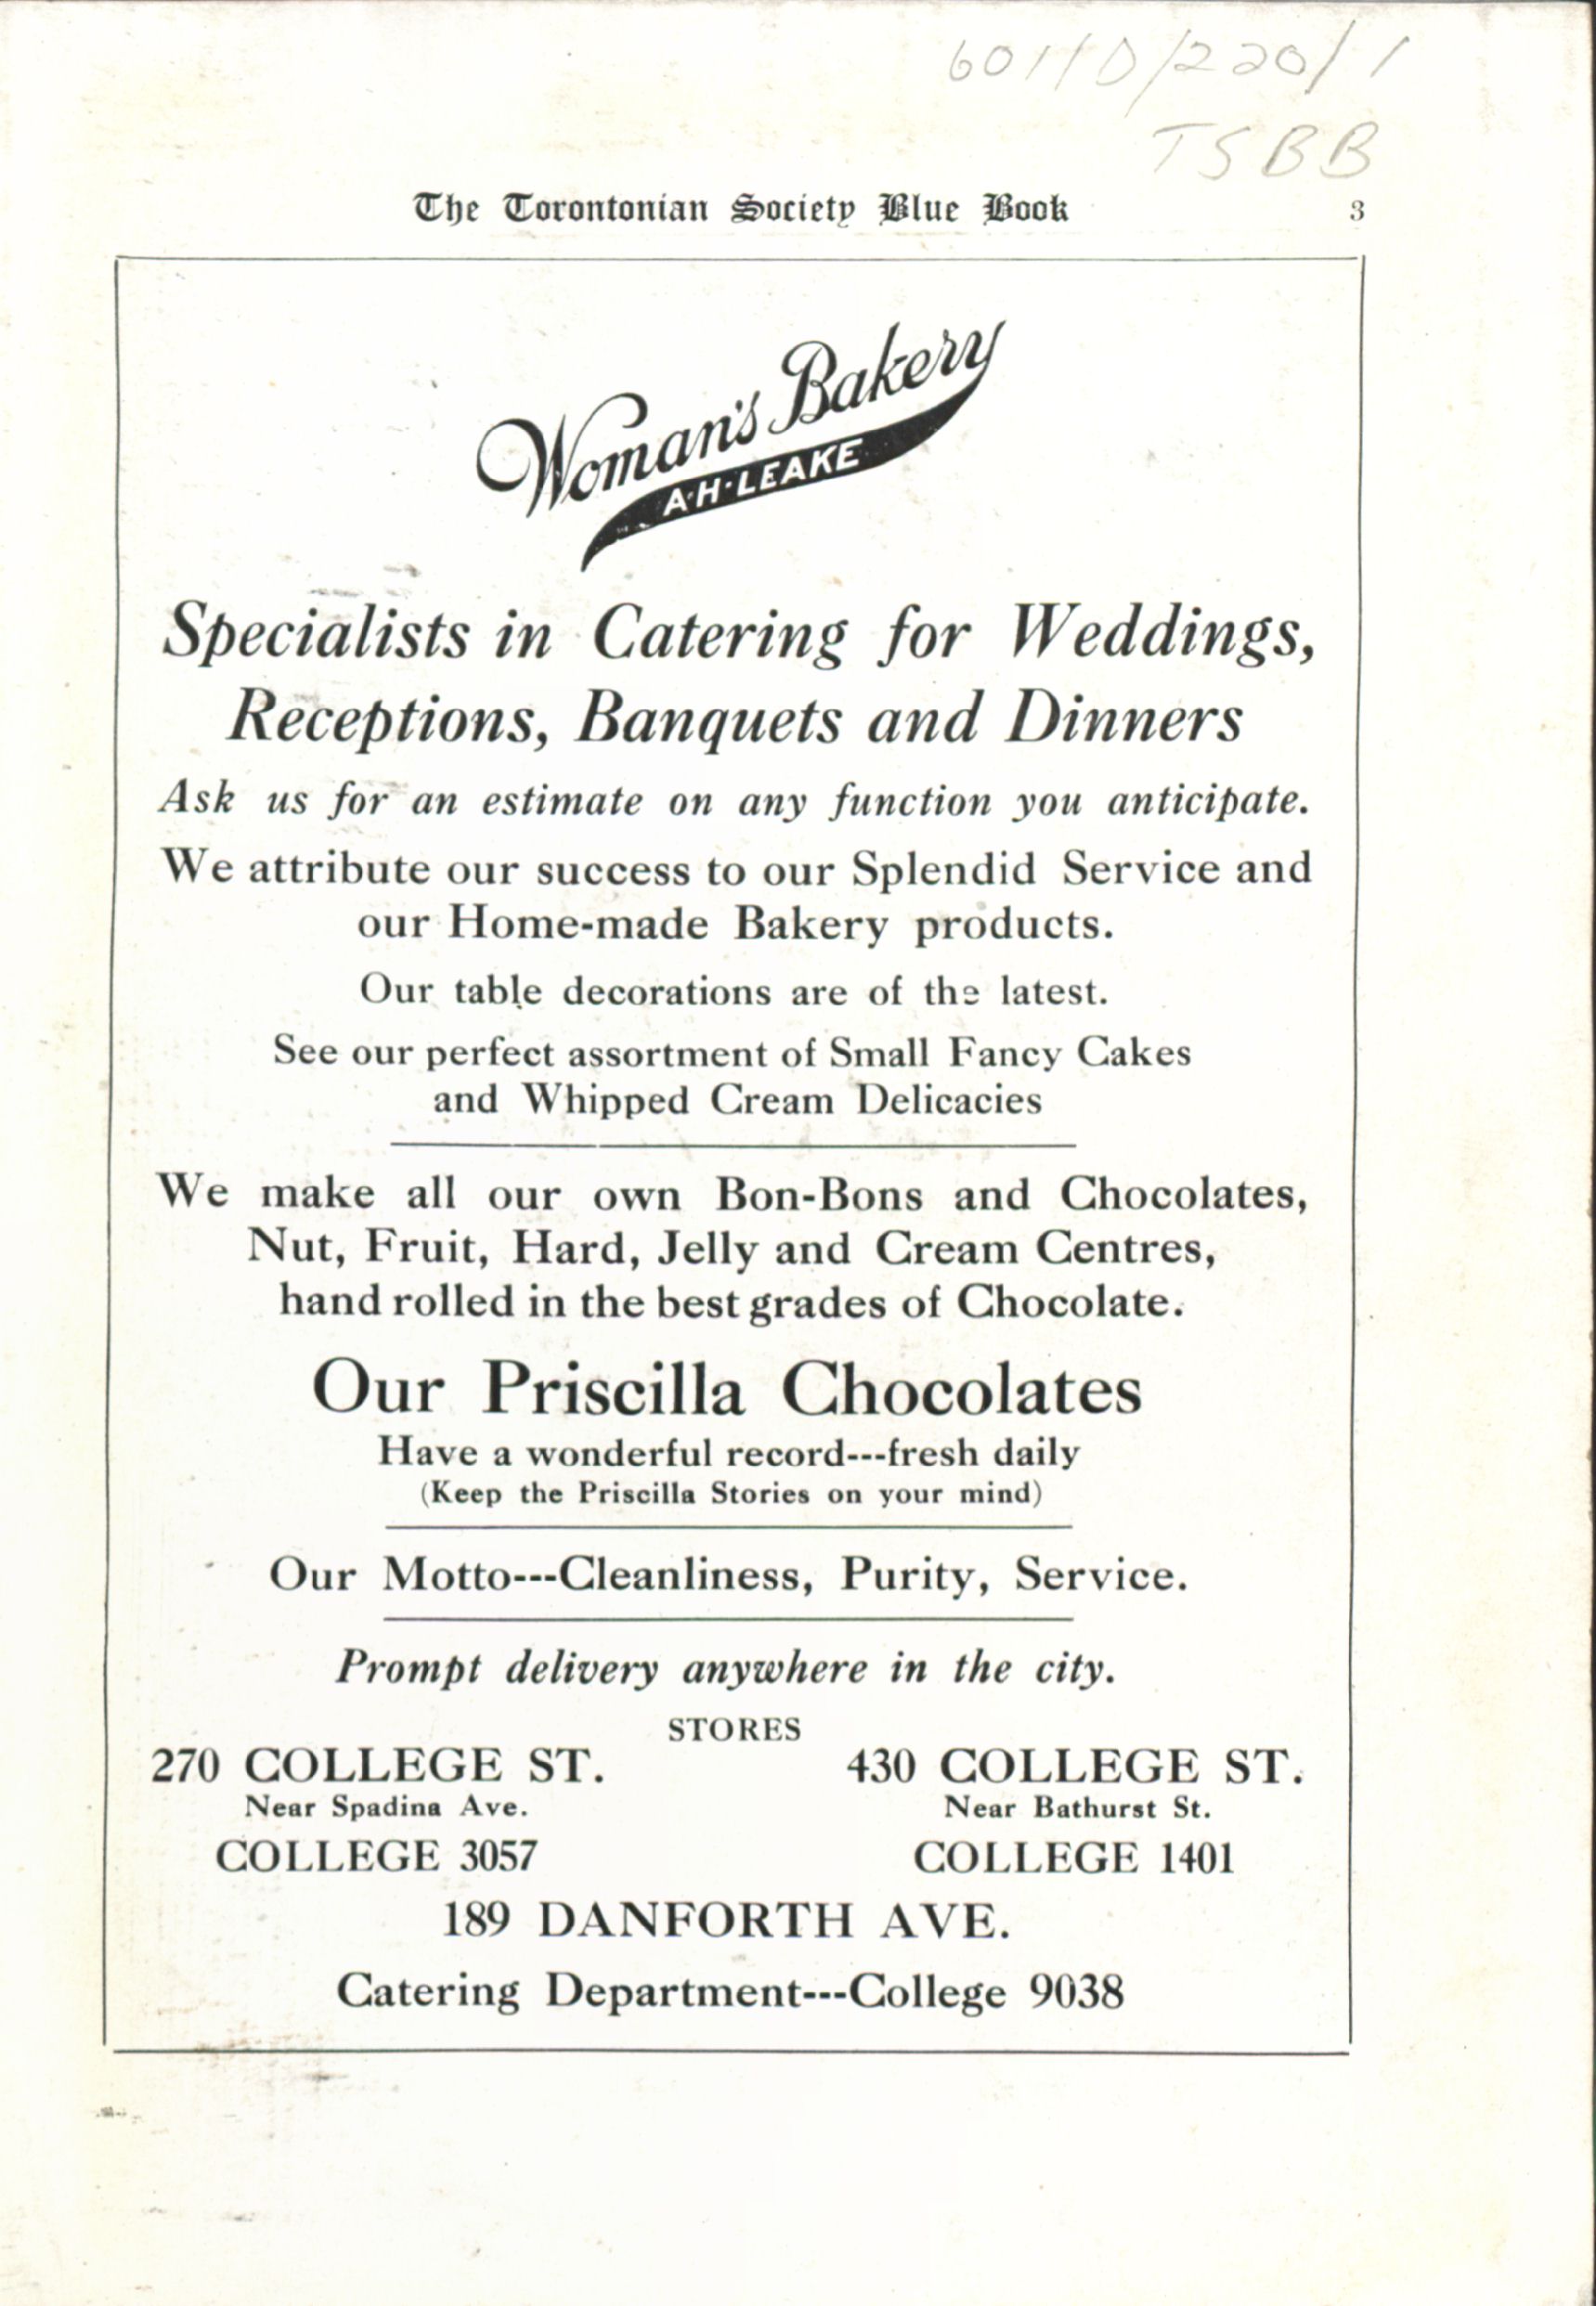 601/D/220/1
TSBB
The Torontonian Society Blue Book 3
Woman's Bakery
A·H·LEAKE
Specialists in Catering for Weddings,
Receptions, Banquets and Dinners
Ask us for an estimate on any function you anticipate.
We attribute our success to our Splendid Service and
our Home-made Bakery products.
Our table decorations are of the latest.
See our perfect assortment of Small Fancy Cakes
and Whipped Cream Delicacies
We make all our own Bon-Bons and Chocolates,
Nut, Fruit, Hard, Jelly and Cream Centres,
hand rolled in the best grades of Chocolate.
Our Priscilla Chocolates
Have a wonderful record---fresh daily
(Keep the Priscilla Stories on your mind)
Our Motto---Cleanliness, Purity, Service.
Prompt delivery anywhere in the city.
STORES
270 COLLEGE ST. 430 COLLEGE ST.
Near Spadina Ave. Near Bathurst St.
COLLEGE 3057 COLLEGE 1401
189 DANFORTH AVE.
Catering Department---College 9038